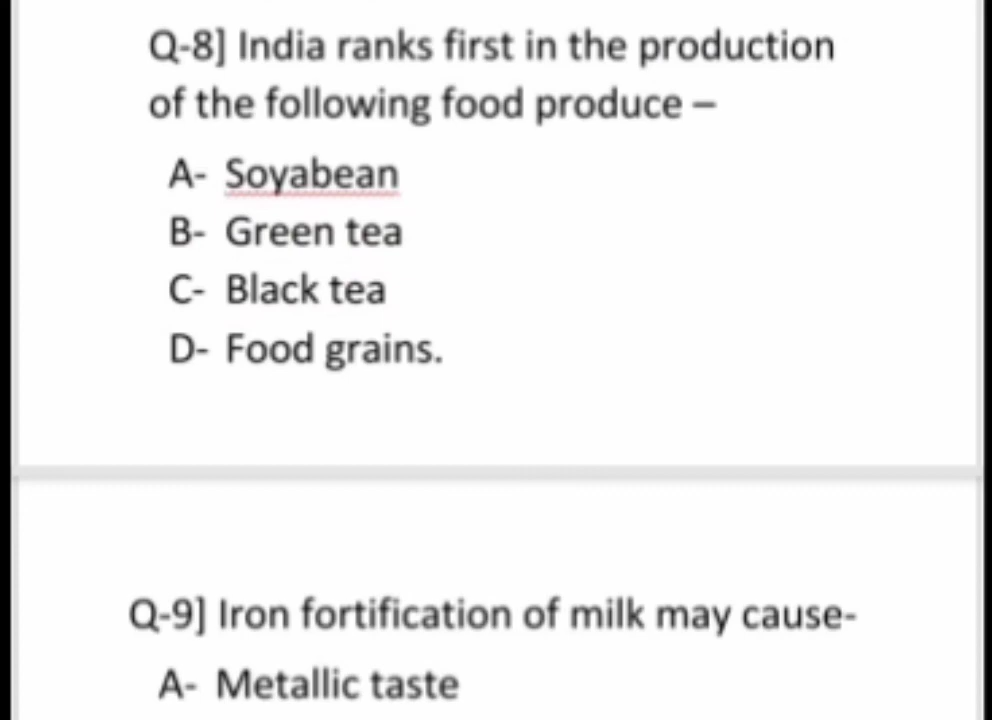 Q-8] India ranks first in the production
of the following food produce –
A- Soyabean
B- Green tea
C- Black tea
D- Food grains.
Q-9] Iron fortification of milk may cause-
A- Metallic taste